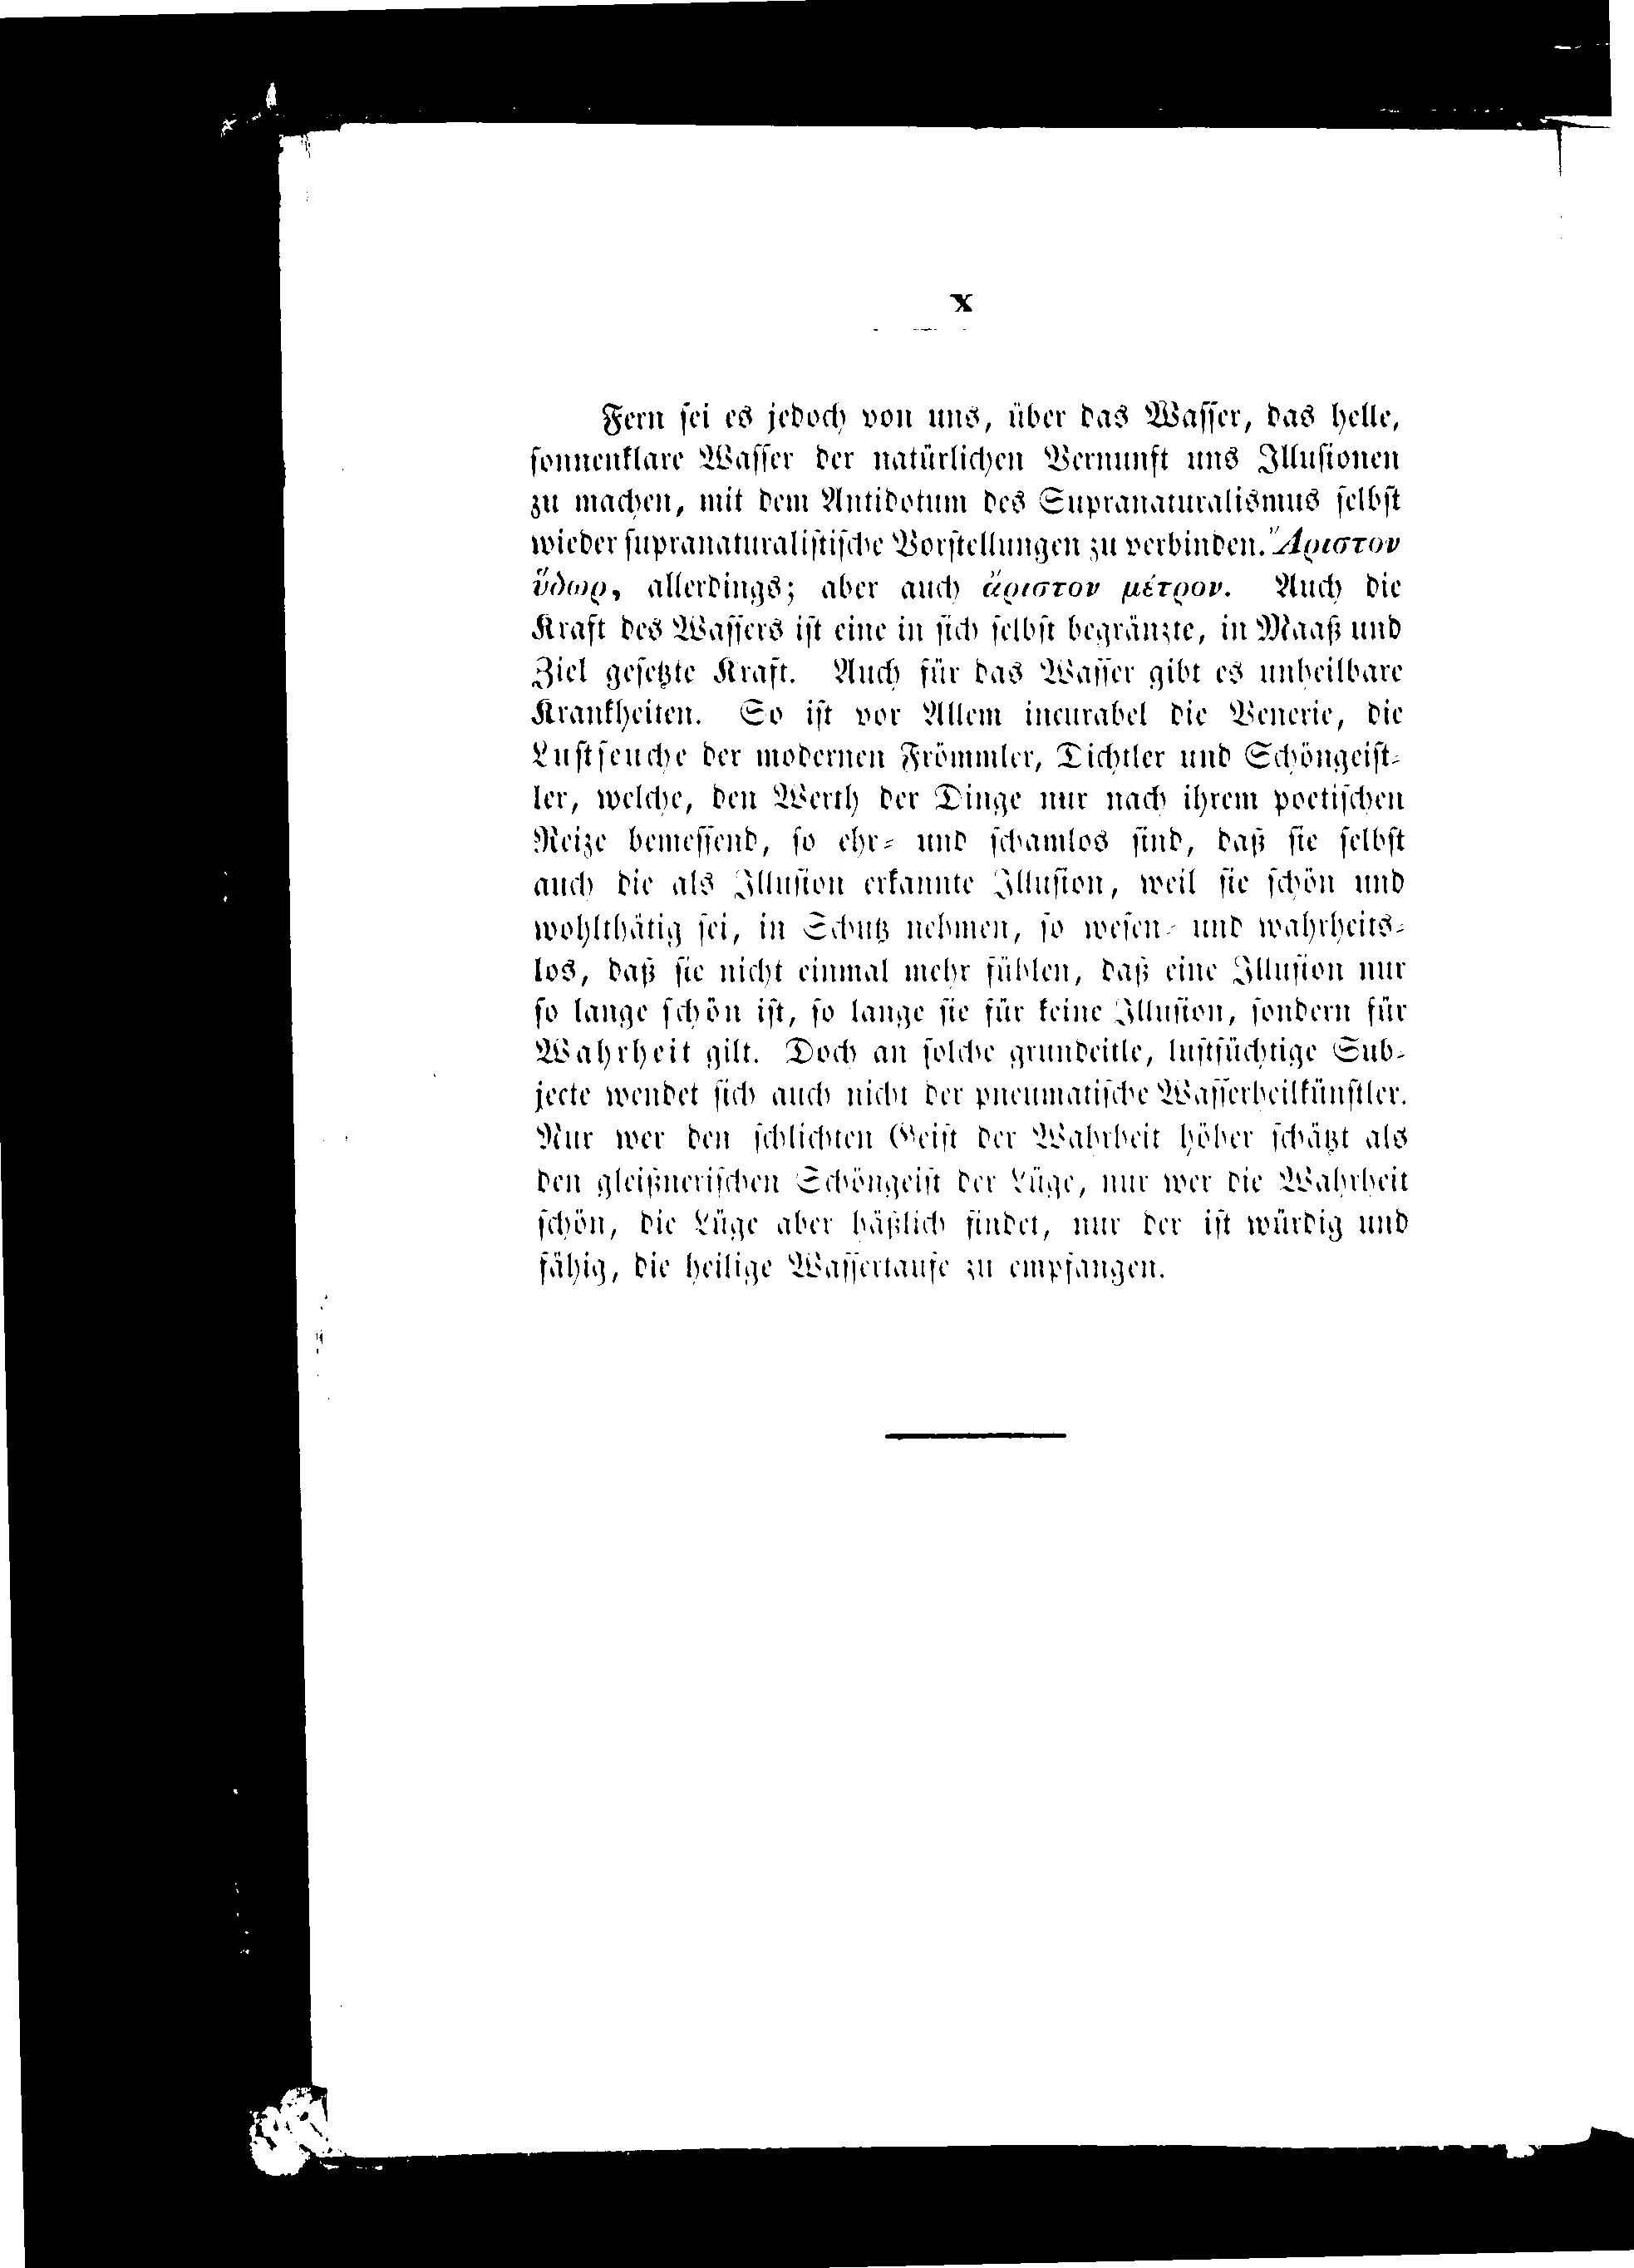 X
Fern sei es jedoch von uns, über das Wasser, das helle,
sonnenklare Wasser der natürlichen Vernunft uns Illusionen
zu machen, mit dem Antidotum des Supranaturalismus selbst
wieder supranaturalistische Vorstellungen zu verbinden. Ἄριστον
ὕδωρ, allerdings; aber auch ἄριστον μέτρον. Auch die
Kraft des Wassers ist eine in sich selbst begränzte, in Maaß und
Ziel gesetzte Kraft. Auch für das Wasser gibt es unheilbare
Krankheiten. So ist vor Allem incurabel die Venerie, die
Lustseuche der modernen Frömmler, Dichtler und Schöngeist-
ler, welche, den Werth der Dinge nur nach ihrem poetischen
Reize bemessend, so ehr- und schamlos sind, daß sie selbst
auch die als Illusion erkannte Illusion, weil sie schön und
wohlthätig sei, in Schutz nehmen, so wesen- und wahrheits-
los, daß sie nicht einmal mehr fühlen, daß eine Illusion nur
so lange schön ist, so lange sie für keine Illusion, sondern für
Wahrheit gilt. Doch an solche grundeitle, lustsüchtige Sub-
jecte wendet sich auch nicht der pneumatische Wasserheilkünstler.
Nur wer den schlichten Geist der Wahrheit höher schätzt als
den gleißnerischen Schöngeist der Lüge, nur wer die Wahrheit
schön, die Lüge aber häßlich findet, nur der ist würdig und
fähig, die heilige Wassertaufe zu empfangen.